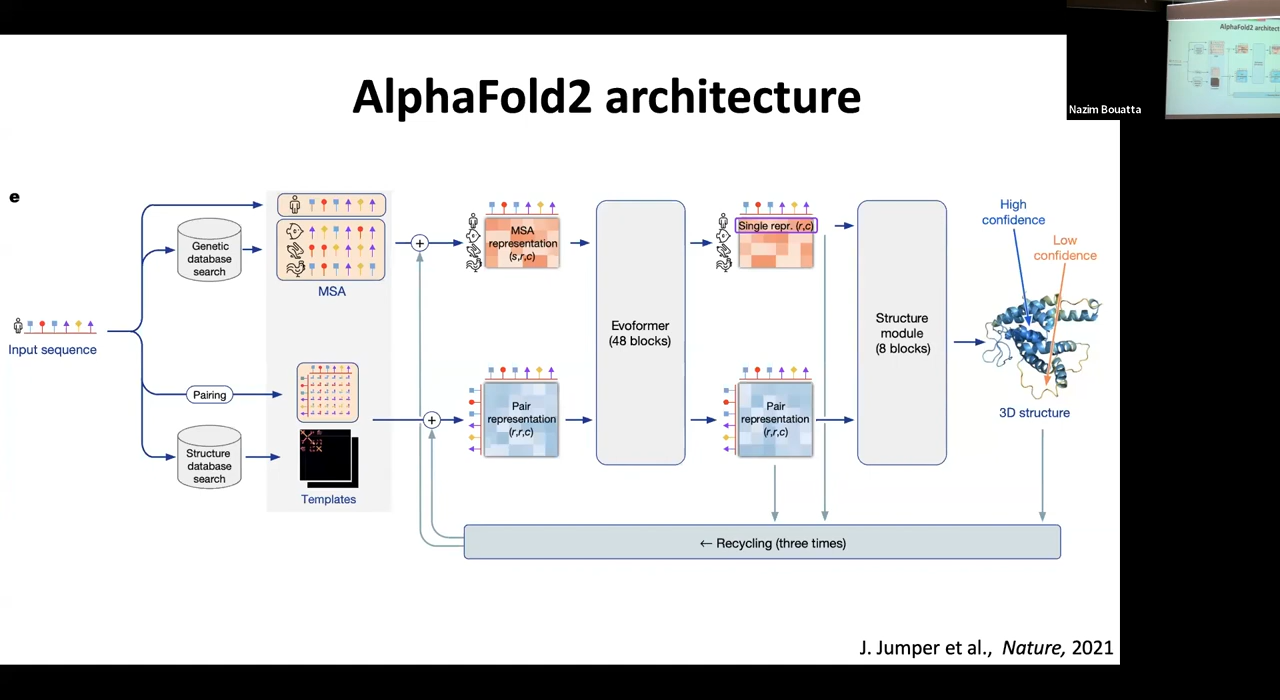 AlphaFold2 architecture
AlphaFold2 architect
Nazim Bouatta
e
Input sequence
Genetic
database
search
Pairing
Structure
database
search
MSA
Templates
MSA
representation
(s,r,c)
Pair
representation
(r,r,c)
Evoformer
(48 blocks)
Single repr. (r,c)
Pair
representation
(r,r,c)
Structure
module
(8 blocks)
High
confidence
Low
confidence
3D structure
← Recycling (three times)
J. Jumper et al., Nature, 2021